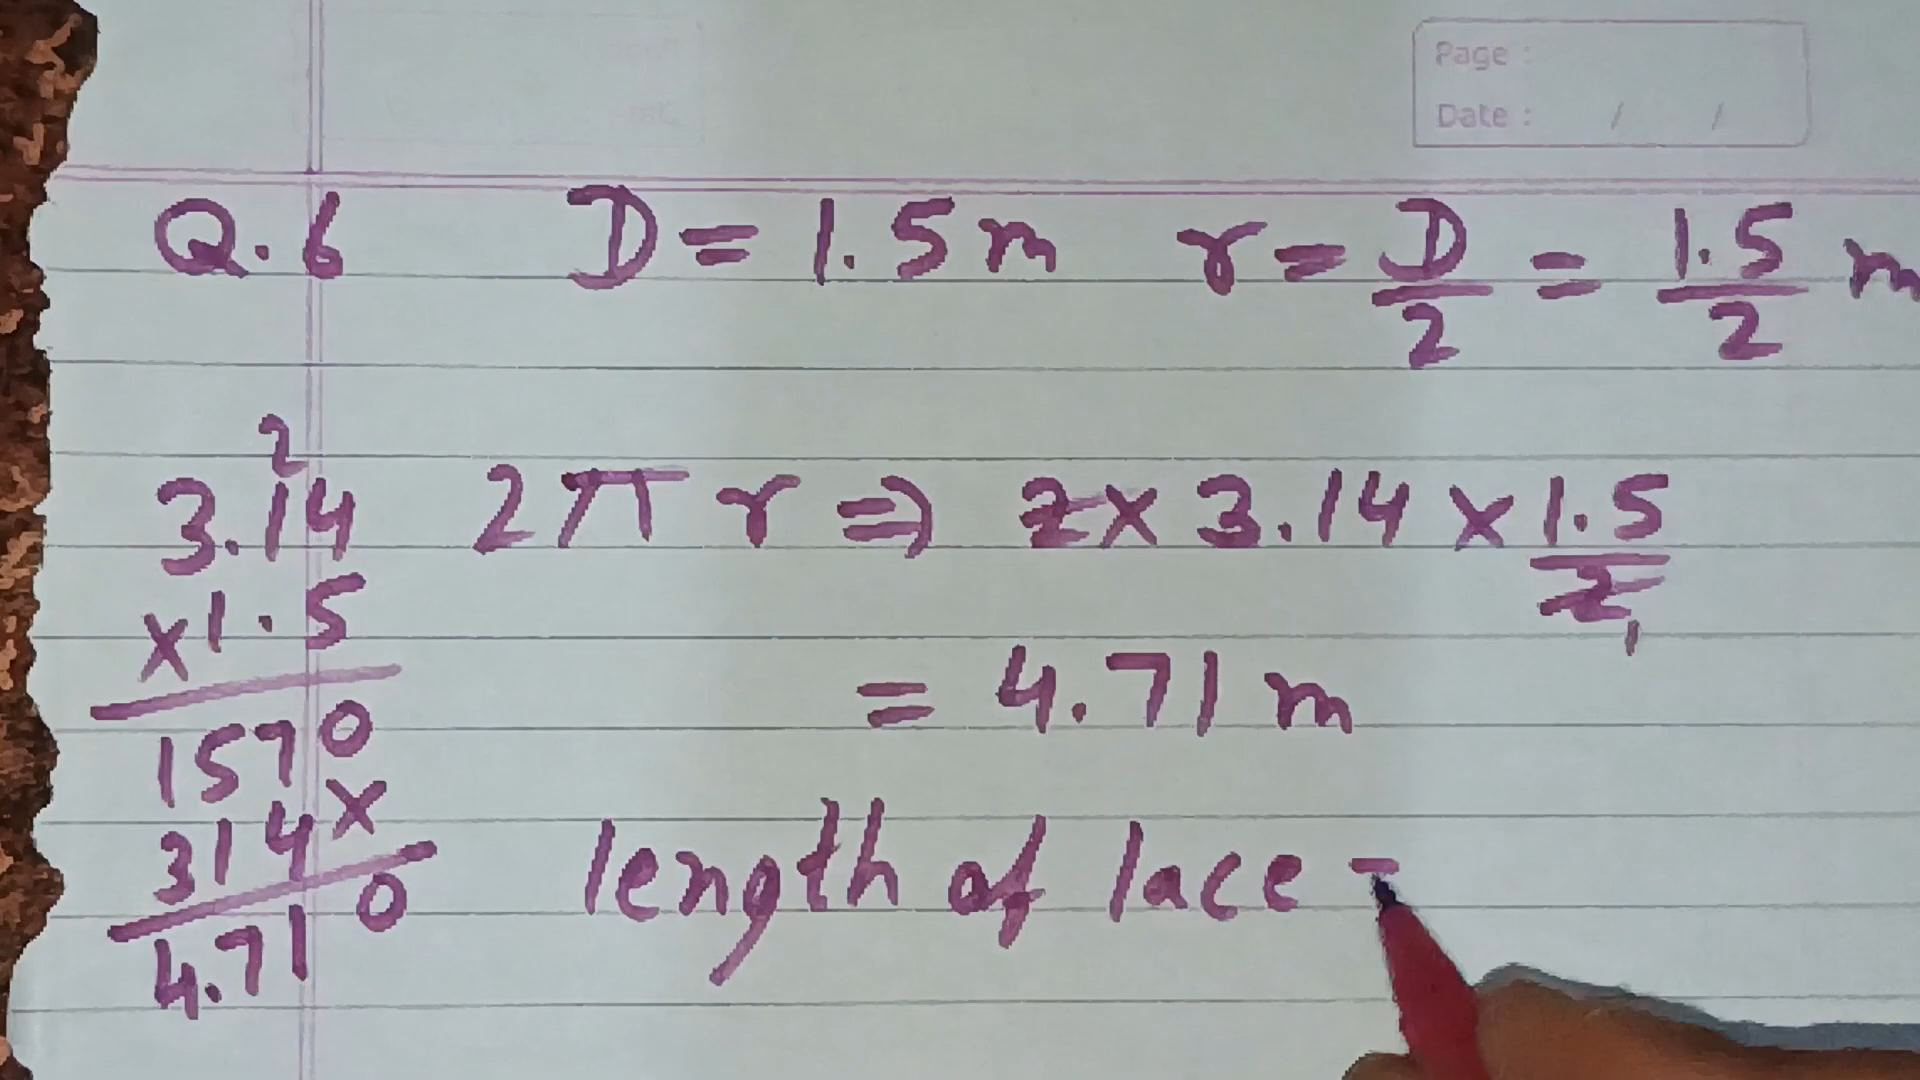 Page :
Date : / /
Q.6 D = 1.5 m r = D/2 = 1.5/2 m
2
3.14
x 1.5
1570
314x
4.710
2πr ⇒ 2 x 3.14 x 1.5/2
1
= 4.71 m
length of lace =